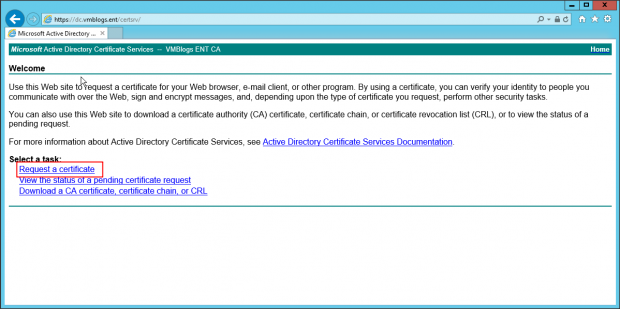 https://dc.vmblogs.ent/certsrv/
Microsoft Active Directory ...
Microsoft Active Directory Certificate Services -- VMBlogs ENT CA Home
Welcome
Use this Web site to request a certificate for your Web browser, e-mail client, or other program. By using a certificate, you can verify your identity to people you
communicate with over the Web, sign and encrypt messages, and, depending upon the type of certificate you request, perform other security tasks.
You can also use this Web site to download a certificate authority (CA) certificate, certificate chain, or certificate revocation list (CRL), or to view the status of a
pending request.
For more information about Active Directory Certificate Services, see Active Directory Certificate Services Documentation.
Select a task:
Request a certificate
View the status of a pending certificate request
Download a CA certificate, certificate chain, or CRL